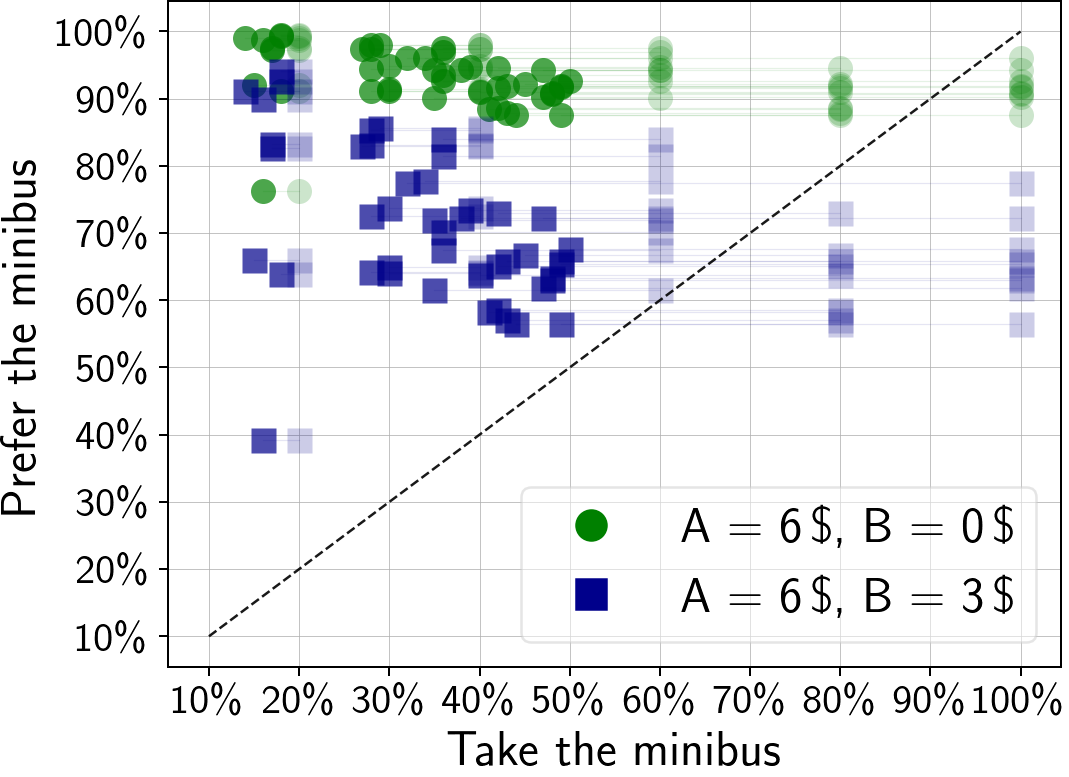 100%
90%
80%
70%
60%
50%
40%
30%
20%
10%
Prefer the minibus
A = 6 $, B = 0 $
A = 6 $, B = 3 $
10% 20% 30% 40% 50% 60% 70% 80% 90% 100%
Take the minibus